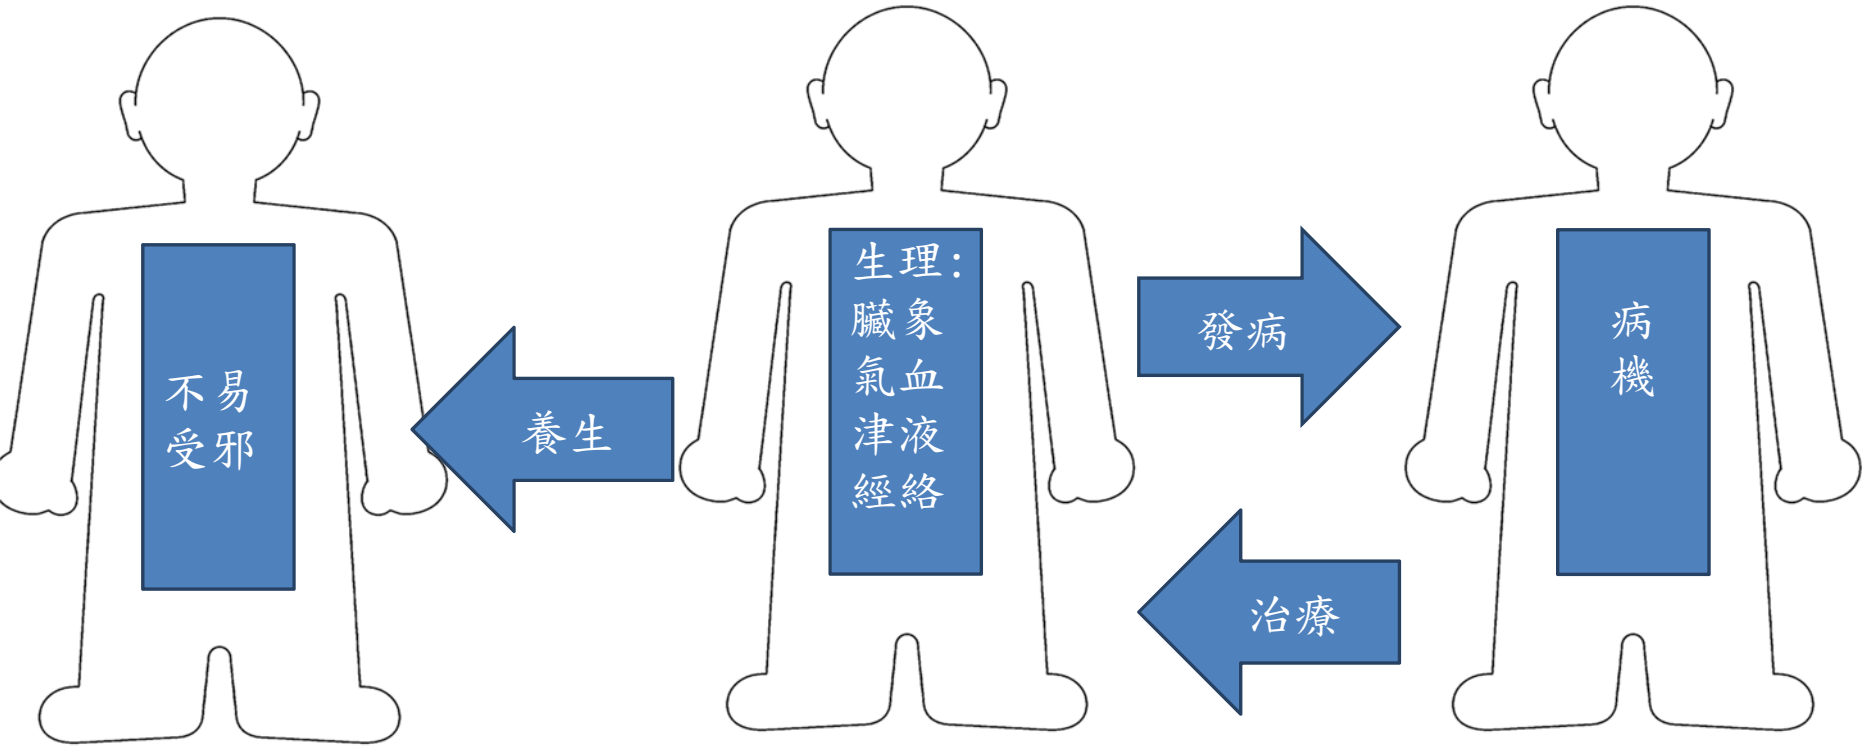 不易
受邪
養生
生理：
臟象
氣血
津液
經絡
發病
治療
病
機